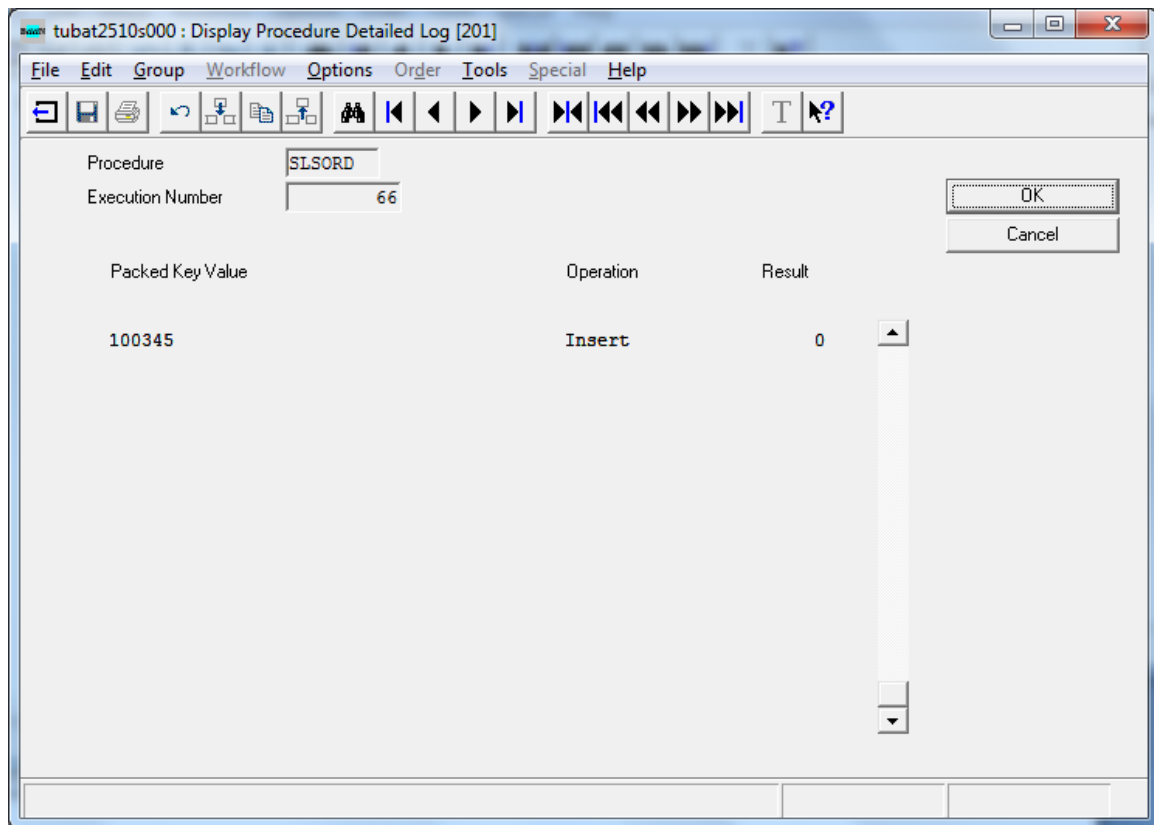 tubat2510s000 : Display Procedure Detailed Log [201]
File Edit Group Workflow Options Order Tools Special Help
T ?
Procedure SLSORD
Execution Number 66
OK
Cancel
Packed Key Value Operation Result
100345 Insert 0